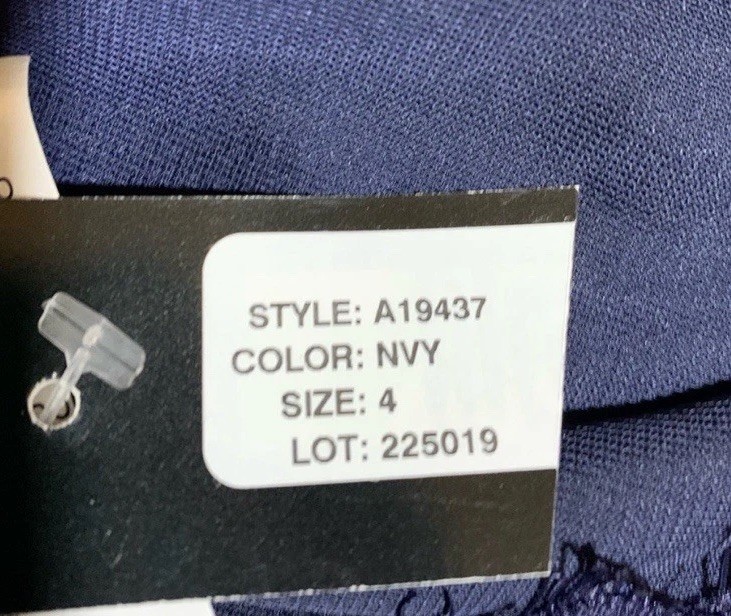 STYLE: A19437
COLOR: NVY
SIZE: 4
LOT: 225019